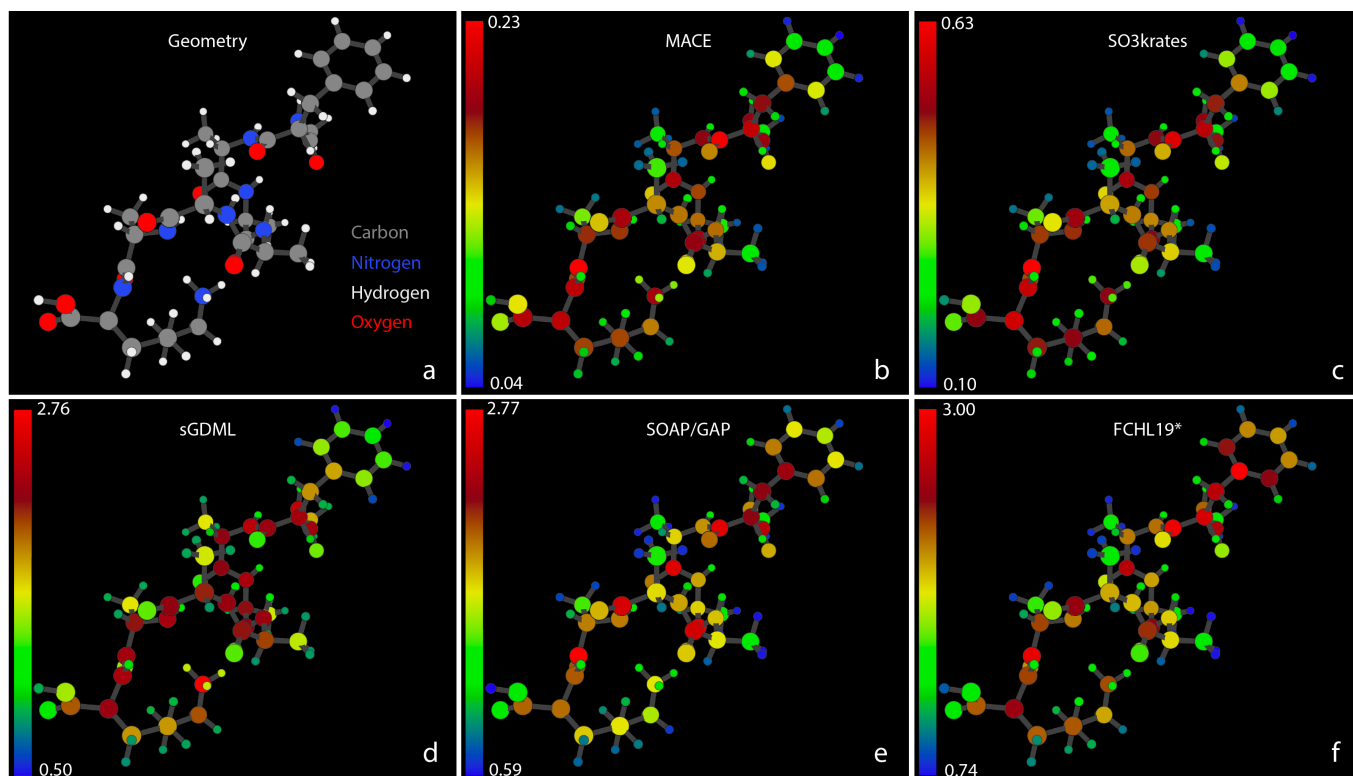 Geometry
Carbon
Nitrogen
Hydrogen
Oxygen
a
0.23
MACE
0.04
b
0.63
SO3krates
0.10
c
2.76
sGDML
0.50
d
2.77
SOAP/GAP
0.59
e
3.00
FCHL19*
0.74
f